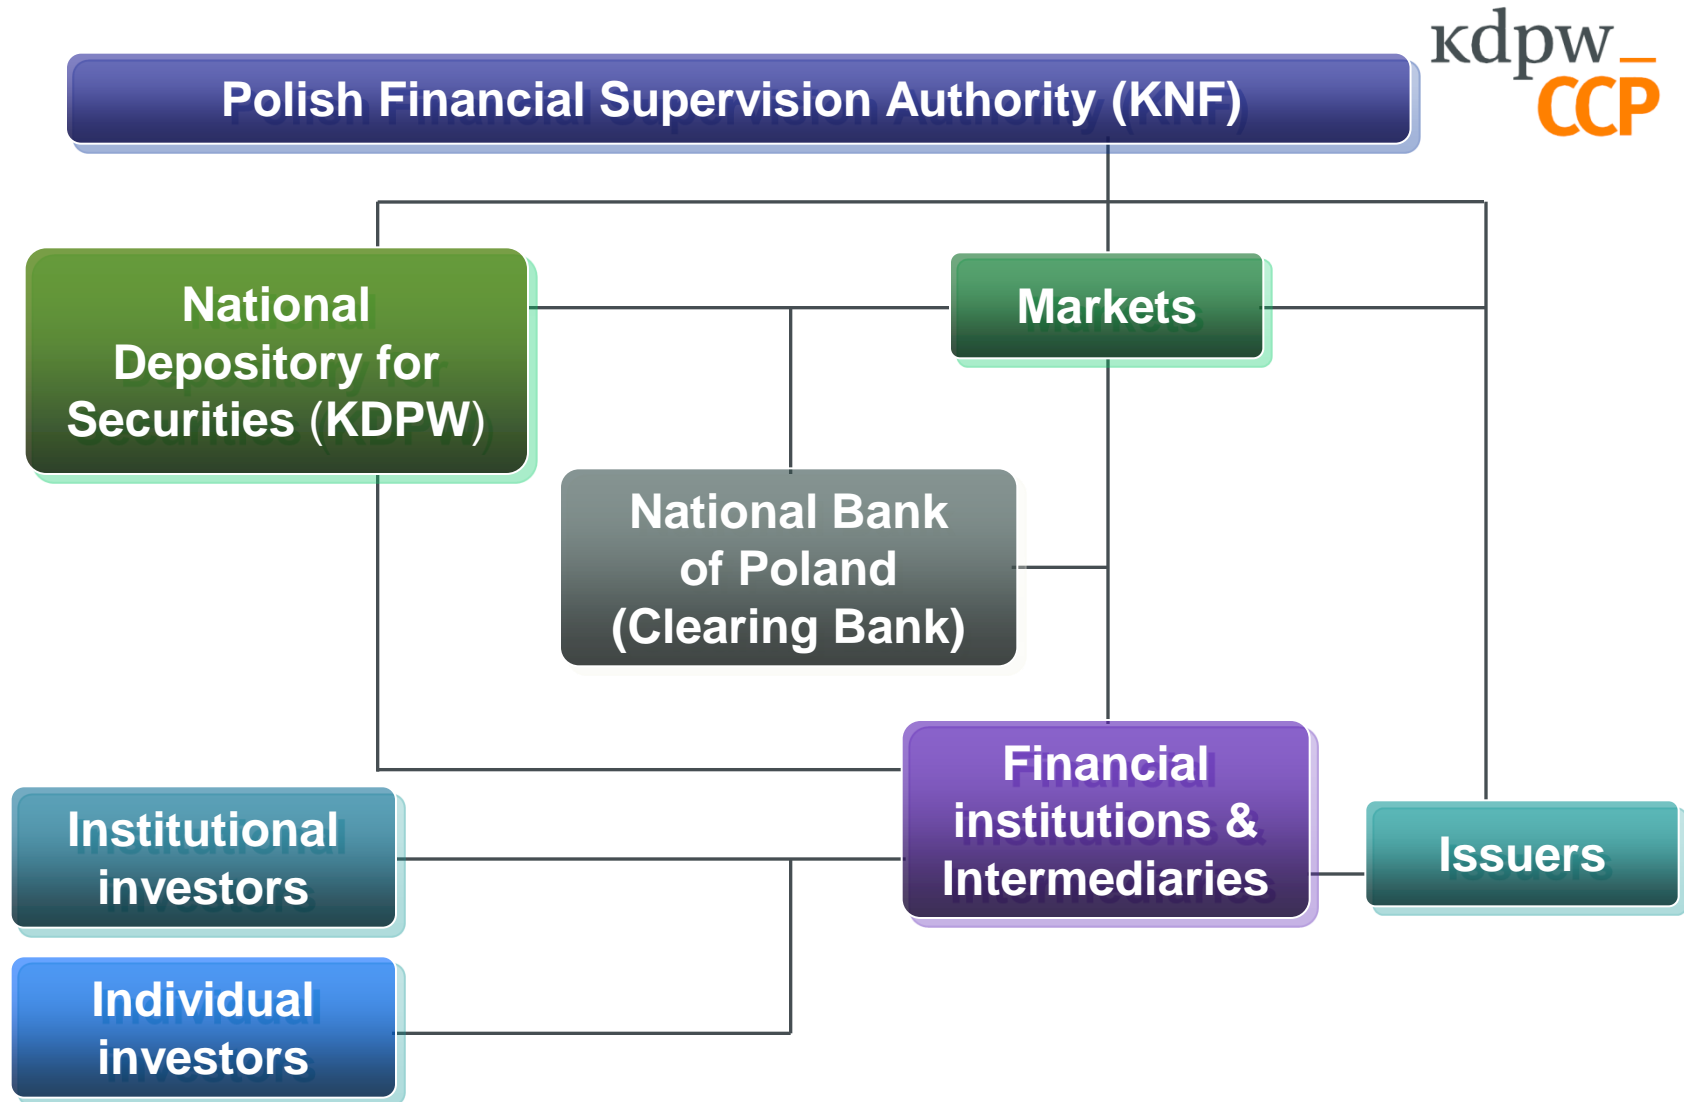 кdpw_
CCP
Polish Financial Supervision Authority (KNF)
National
Depository for
Securities (KDPW)
Markets
National Bank
of Poland
(Clearing Bank)
Financial
institutions &
Intermediaries
Issuers
Institutional
investors
Individual
investors